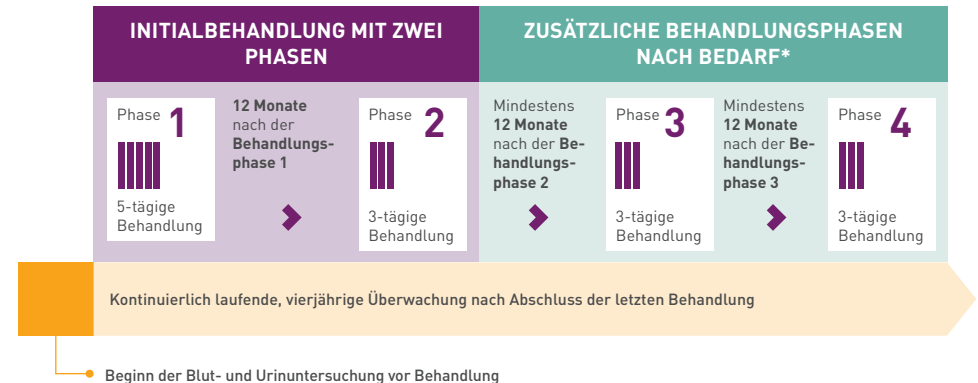 INITIALBEHANDLUNG MIT ZWEI
PHASEN
ZUSÄTZLICHE BEHANDLUNGSPHASEN
NACH BEDARF*
Phase 1
5-tägige
Behandlung
12 Monate
nach der
Behandlungs-
phase 1
Phase 2
3-tägige
Behandlung
Mindestens
12 Monate
nach der Be-
handlungs-
phase 2
Phase 3
3-tägige
Behandlung
Mindestens
12 Monate
nach der Be-
handlungs-
phase 3
Phase 4
3-tägige
Behandlung
Kontinuierlich laufende, vierjährige Überwachung nach Abschluss der letzten Behandlung
Beginn der Blut- und Urinuntersuchung vor Behandlung